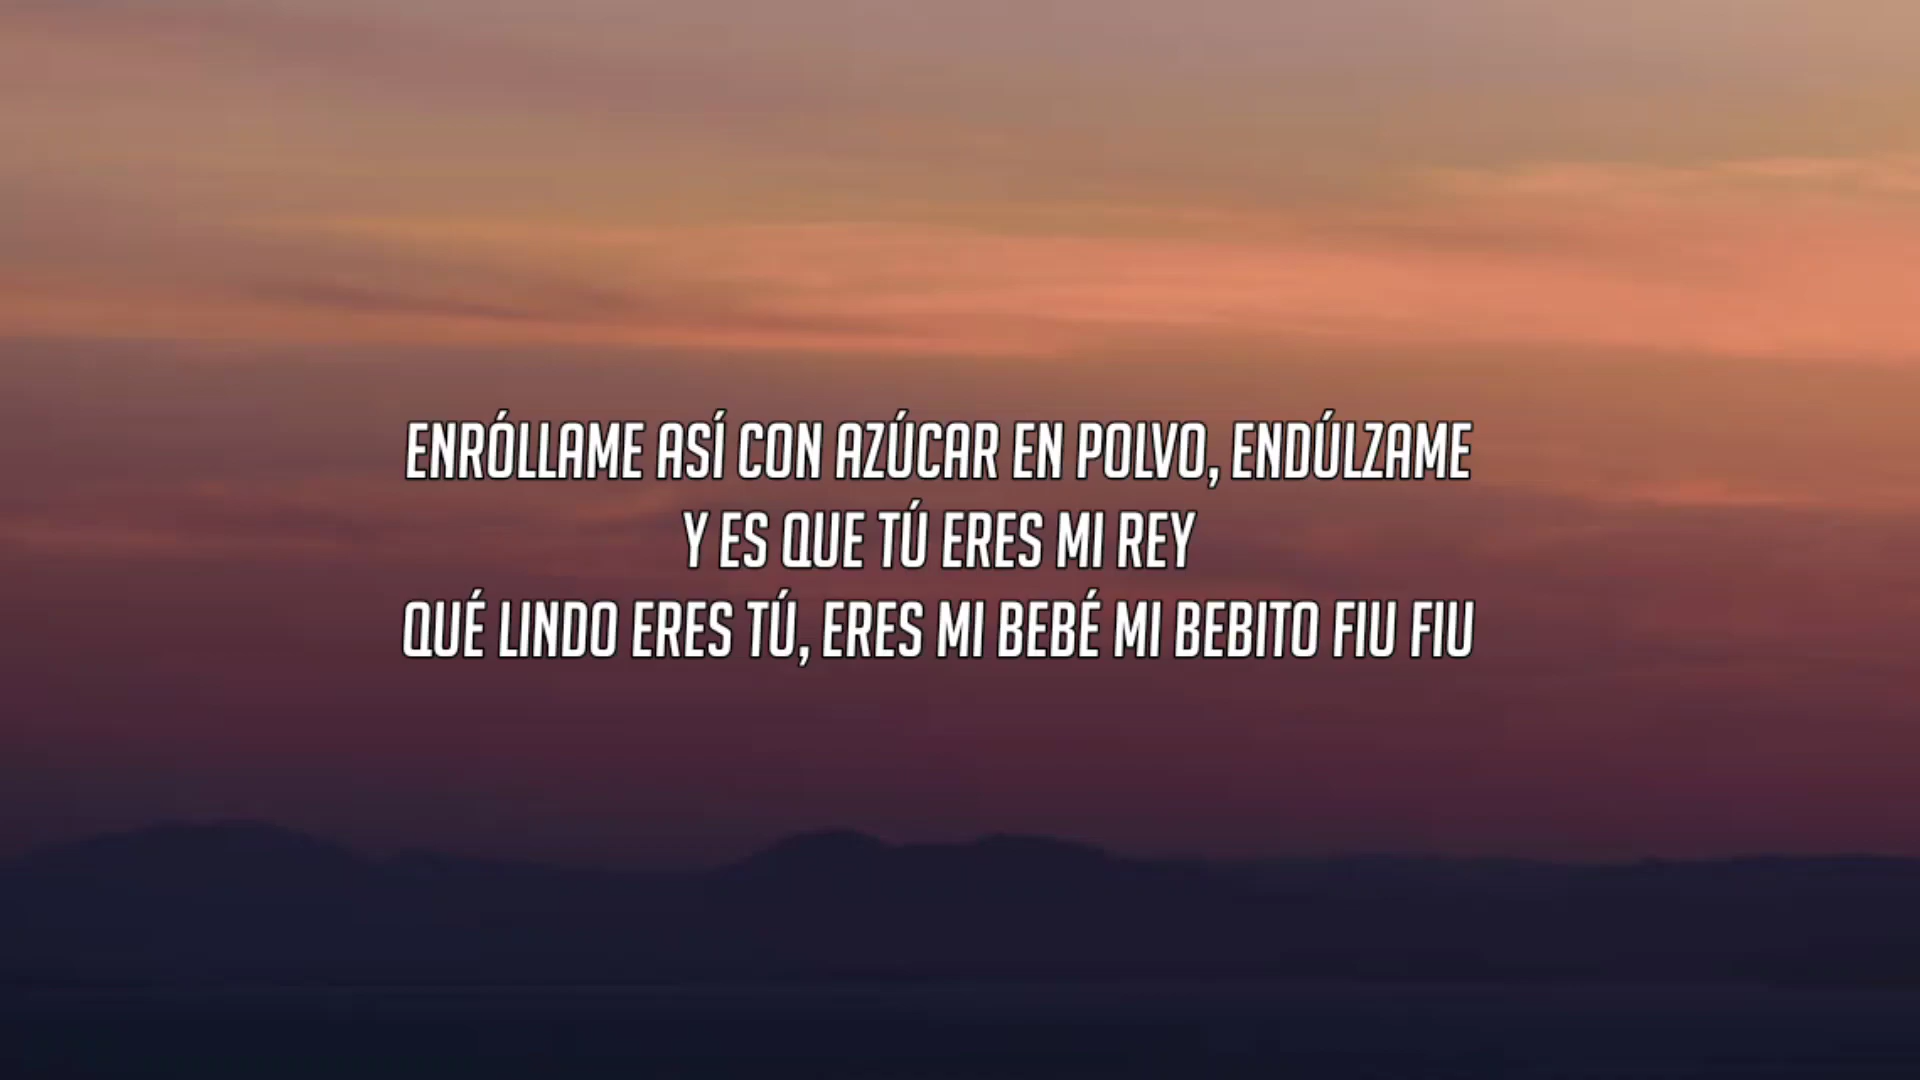 ENRÓLLAME ASÍ CON AZÚCAR EN POLVO, ENDÚLZAME
Y ES QUE TÚ ERES MI REY
QUÉ LINDO ERES TÚ, ERES MI BEBÉ MI BEBITO FIU FIU